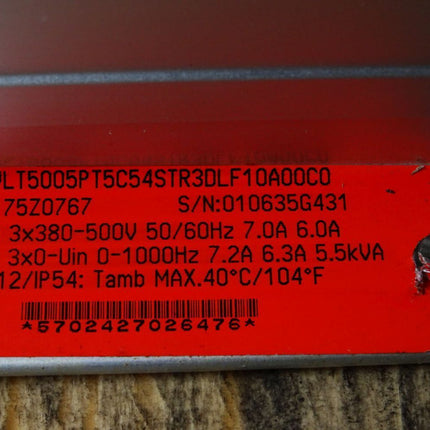 VLT5005PT5C54STR3DLF10A00C0
175Z0767 S/N:010635G431
3x380-500V 50/60Hz 7.0A 6.0A
3x0-Uin 0-1000Hz 7.2A 6.3A 5.5kVA
12/IP54: Tamb MAX.40°C/104°F
*5702427026476*